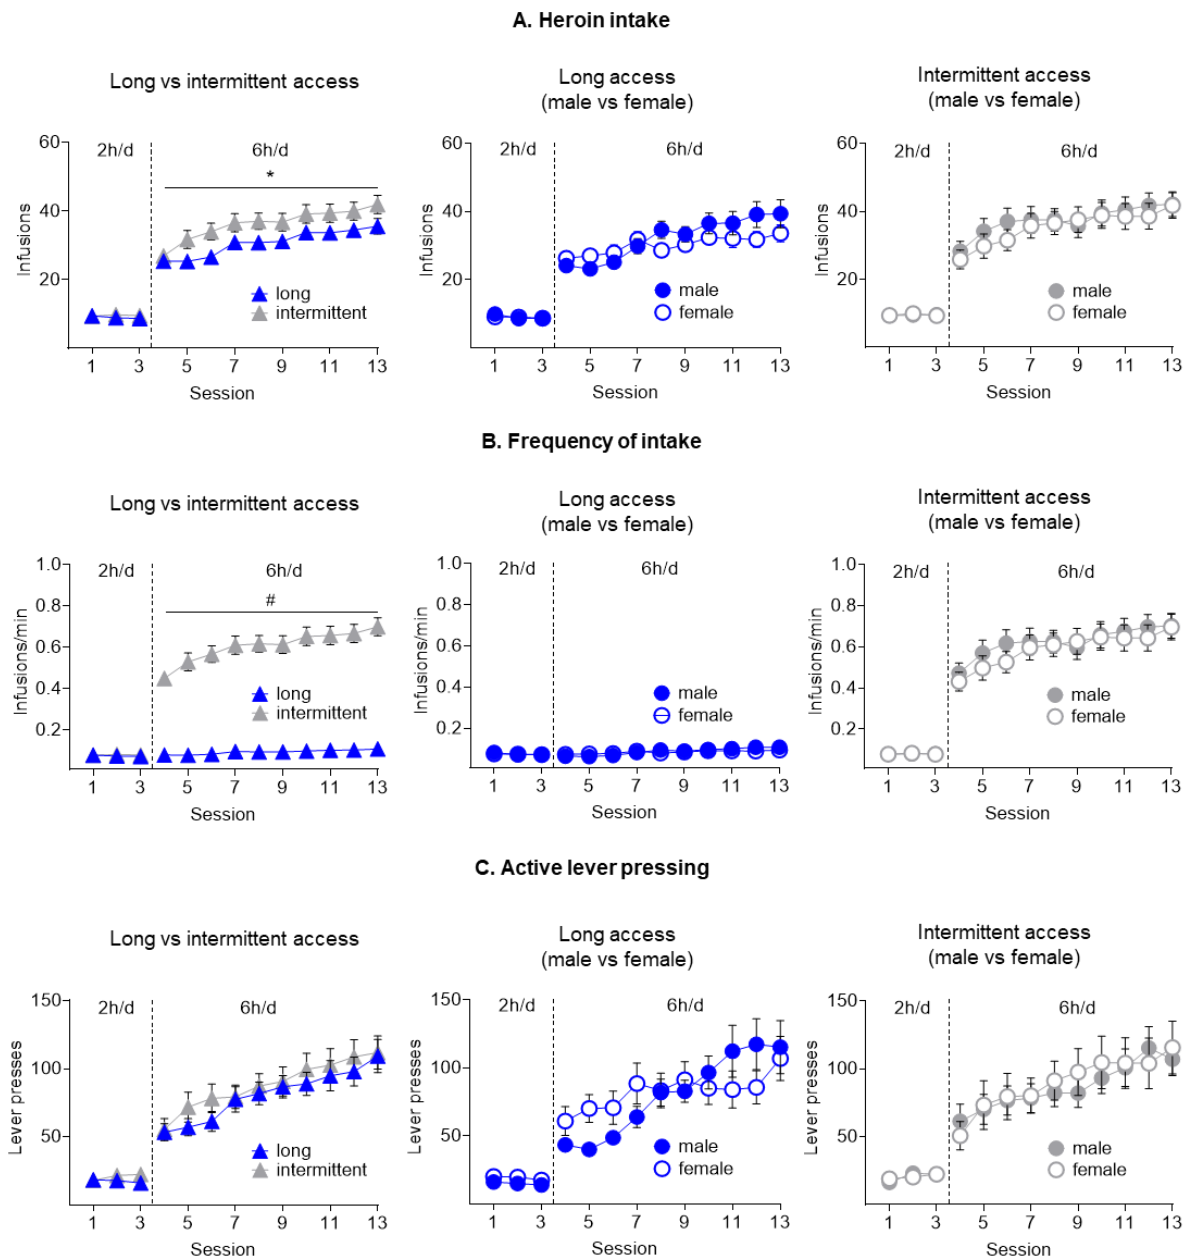 A. Heroin intake
Long vs intermittent access
Long access
(male vs female)
Intermittent access
(male vs female)
60
40
20
Infusions
2h/d
6h/d
*
long
intermittent
1 3 5 7 9 11 13
Session
60
40
20
Infusions
2h/d
6h/d
male
female
1 3 5 7 9 11 13
Session
60
40
20
Infusions
2h/d
6h/d
male
female
1 3 5 7 9 11 13
Session
B. Frequency of intake
Long vs intermittent access
Long access
(male vs female)
Intermittent access
(male vs female)
1.0
0.8
0.6
0.4
0.2
Infusions/min
2h/d
6h/d
#
long
intermittent
1 3 5 7 9 11 13
Session
1.0
0.8
0.6
0.4
0.2
Infusions/min
2h/d
6h/d
male
female
1 3 5 7 9 11 13
Session
1.0
0.8
0.6
0.4
0.2
Infusions/min
2h/d
6h/d
male
female
1 3 5 7 9 11 13
Session
C. Active lever pressing
Long vs intermittent access
Long access
(male vs female)
Intermittent access
(male vs female)
150
100
50
Lever presses
2h/d
6h/d
long
intermittent
1 3 5 7 9 11 13
Session
150
100
50
Lever presses
2h/d
6h/d
male
female
1 3 5 7 9 11 13
Session
150
100
50
Lever presses
2h/d
6h/d
male
female
1 3 5 7 9 11 13
Session